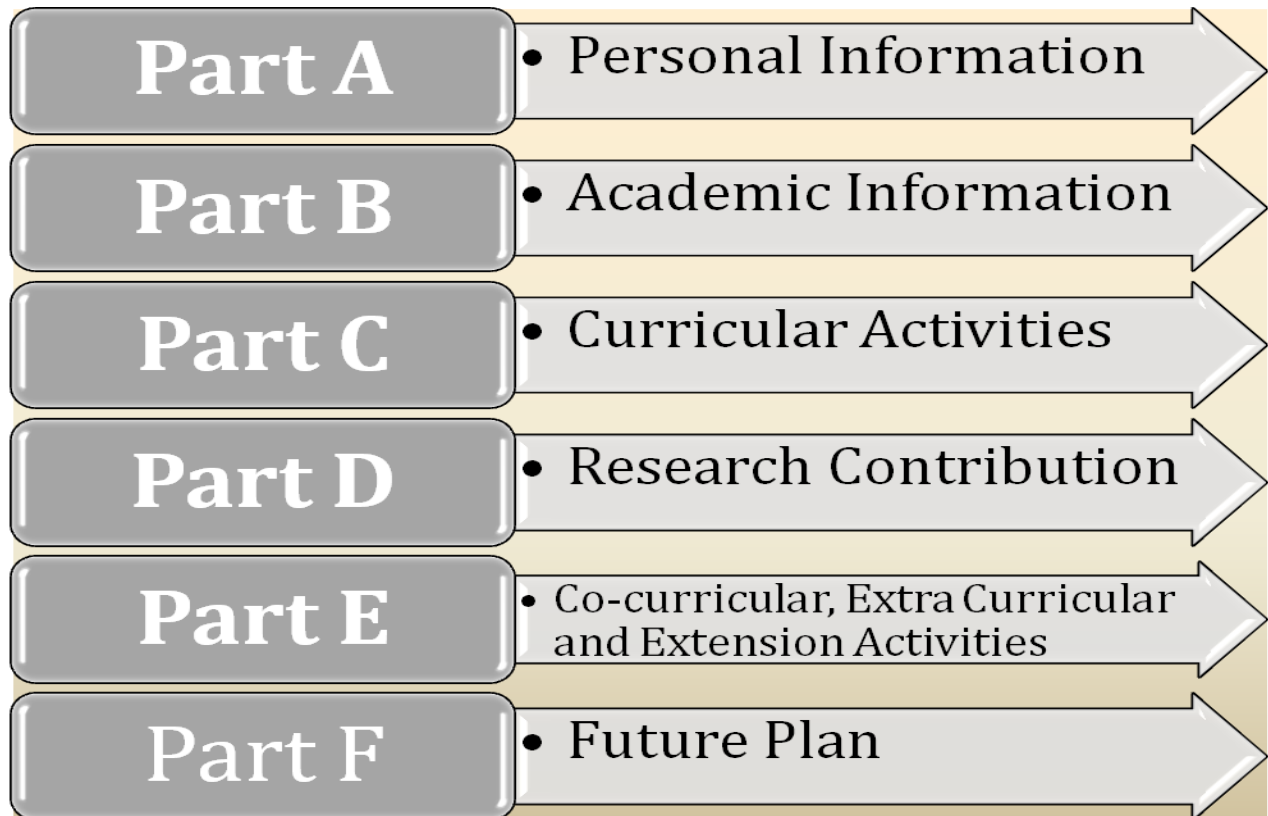 Part A
• Personal Information
Part B
• Academic Information
Part C
• Curricular Activities
Part D
• Research Contribution
Part E
• Co-curricular, Extra Curricular
and Extension Activities
Part F
• Future Plan